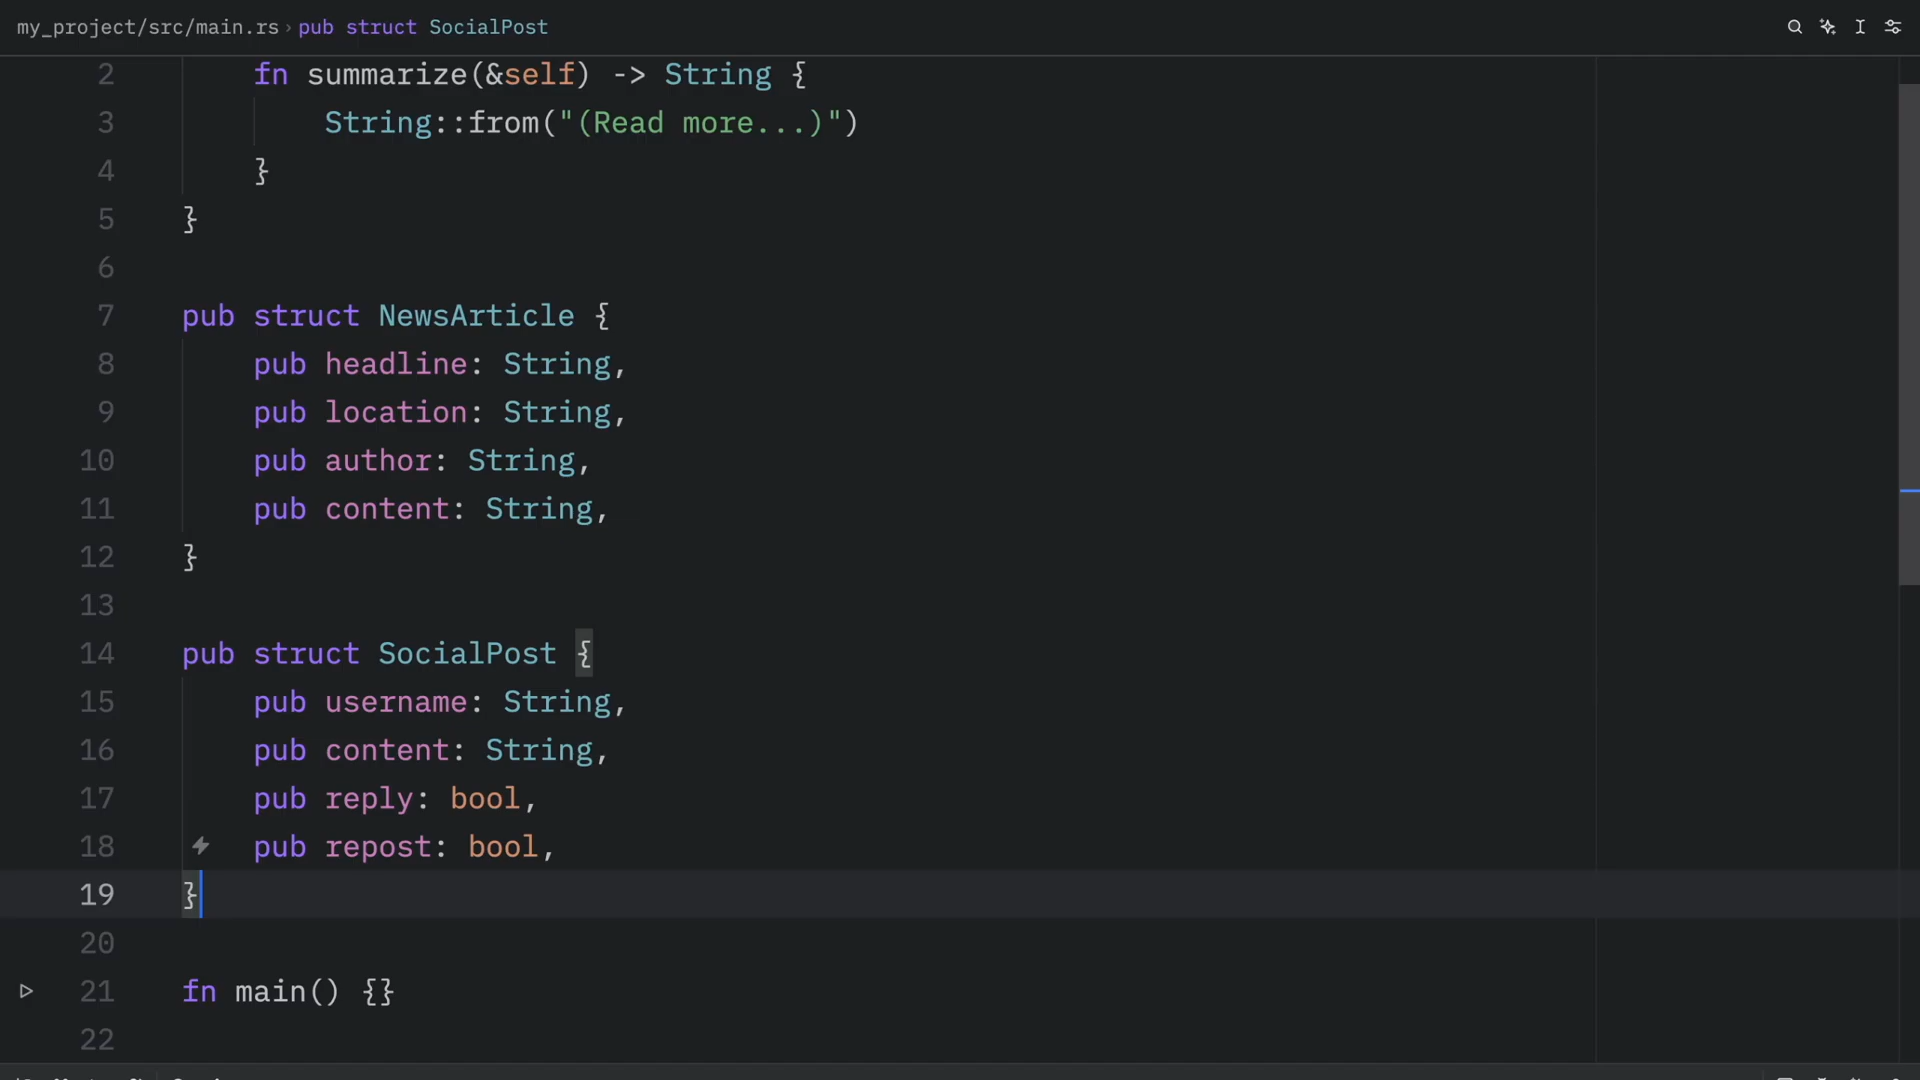 my_project/src/main.rs › pub struct SocialPost
2 fn summarize(&self) -> String {
3 String::from("(Read more...)")
4 }
5 }
6
7 pub struct NewsArticle {
8 pub headline: String,
9 pub location: String,
10 pub author: String,
11 pub content: String,
12 }
13
14 pub struct SocialPost {
15 pub username: String,
16 pub content: String,
17 pub reply: bool,
18 pub repost: bool,
19 }
20
21 fn main() {}
22